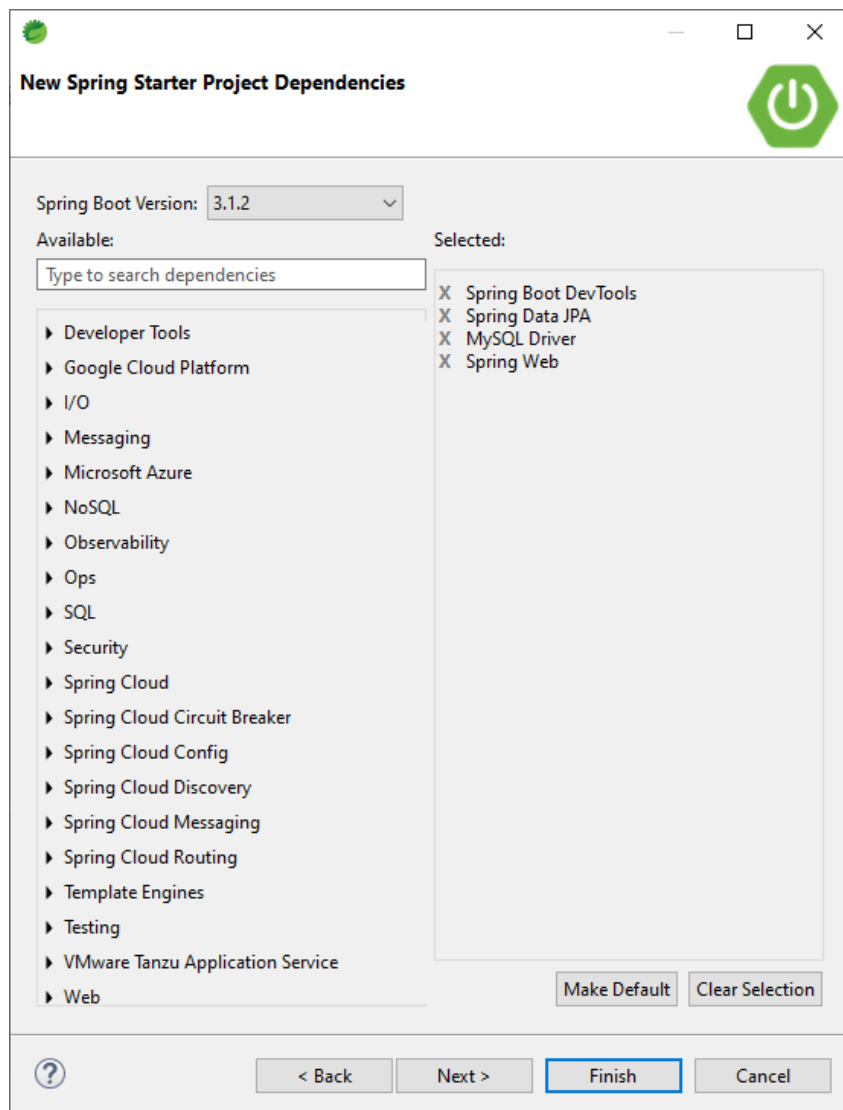 New Spring Starter Project Dependencies
Spring Boot Version: 3.1.2
Available:
Type to search dependencies
Developer Tools
Google Cloud Platform
I/O
Messaging
Microsoft Azure
NoSQL
Observability
Ops
SQL
Security
Spring Cloud
Spring Cloud Circuit Breaker
Spring Cloud Config
Spring Cloud Discovery
Spring Cloud Messaging
Spring Cloud Routing
Template Engines
Testing
VMware Tanzu Application Service
Web
Selected:
X Spring Boot DevTools
X Spring Data JPA
X MySQL Driver
X Spring Web
Make Default Clear Selection
? < Back Next > Finish Cancel